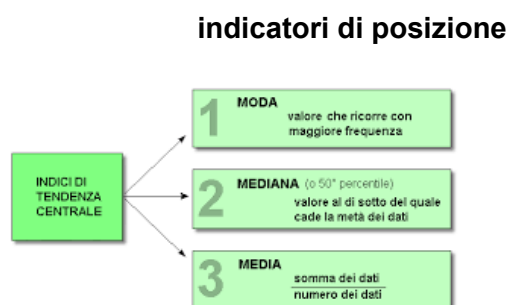 indicatori di posizione
1 MODA
valore che ricorre con
maggiore frequenza
INDICI DI
TENDENZA
CENTRALE
2 MEDIANA (o 50° percentile)
valore al di sotto del quale
cade la metà dei dati
3 MEDIA
somma dei dati
numero dei dati